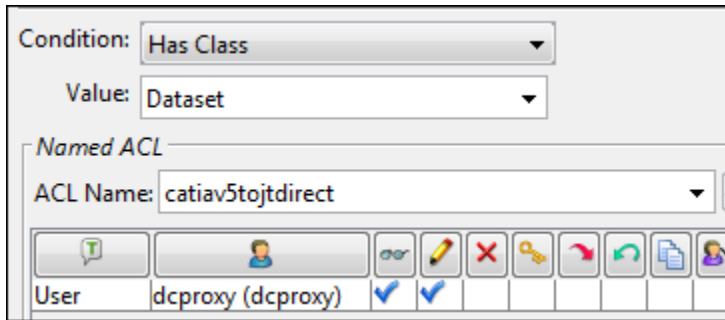 Condition: Has Class
Value: Dataset
Named ACL
ACL Name: catiav5tojtdirect
T
User dcproxy (dcproxy)